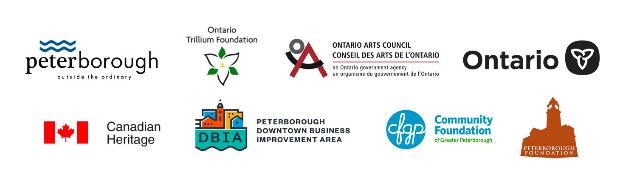 peterborough
outside the ordinary
Ontario
Trillium Foundation
ONTARIO ARTS COUNCIL
CONSEIL DES ARTS DE L'ONTARIO
an Ontario government agency
un organisme du gouvernement de l'Ontario
Ontario
Canadian
Heritage
DBIA
PETERBOROUGH
DOWNTOWN BUSINESS
IMPROVEMENT AREA
cfgp
Community
Foundation
of Greater Peterborough
PETERBOROUGH
FOUNDATION